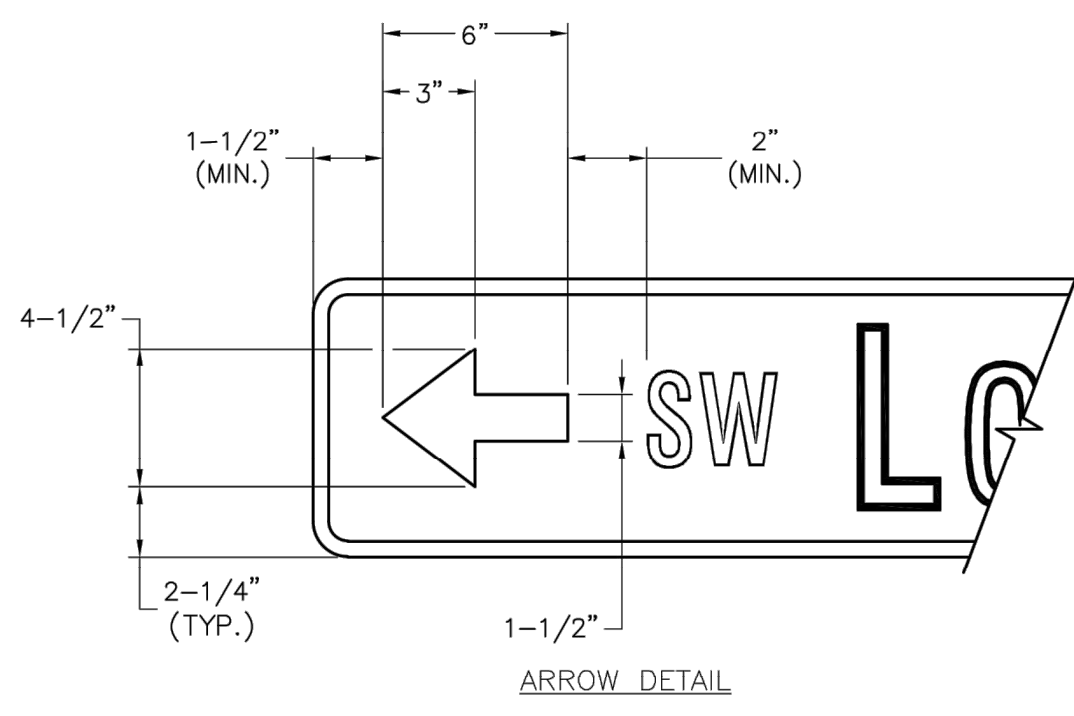 6”
3”
1–1/2”
(MIN.)
2”
(MIN.)
4–1/2”
SW L
2–1/4”
(TYP.)
1–1/2”
ARROW DETAIL